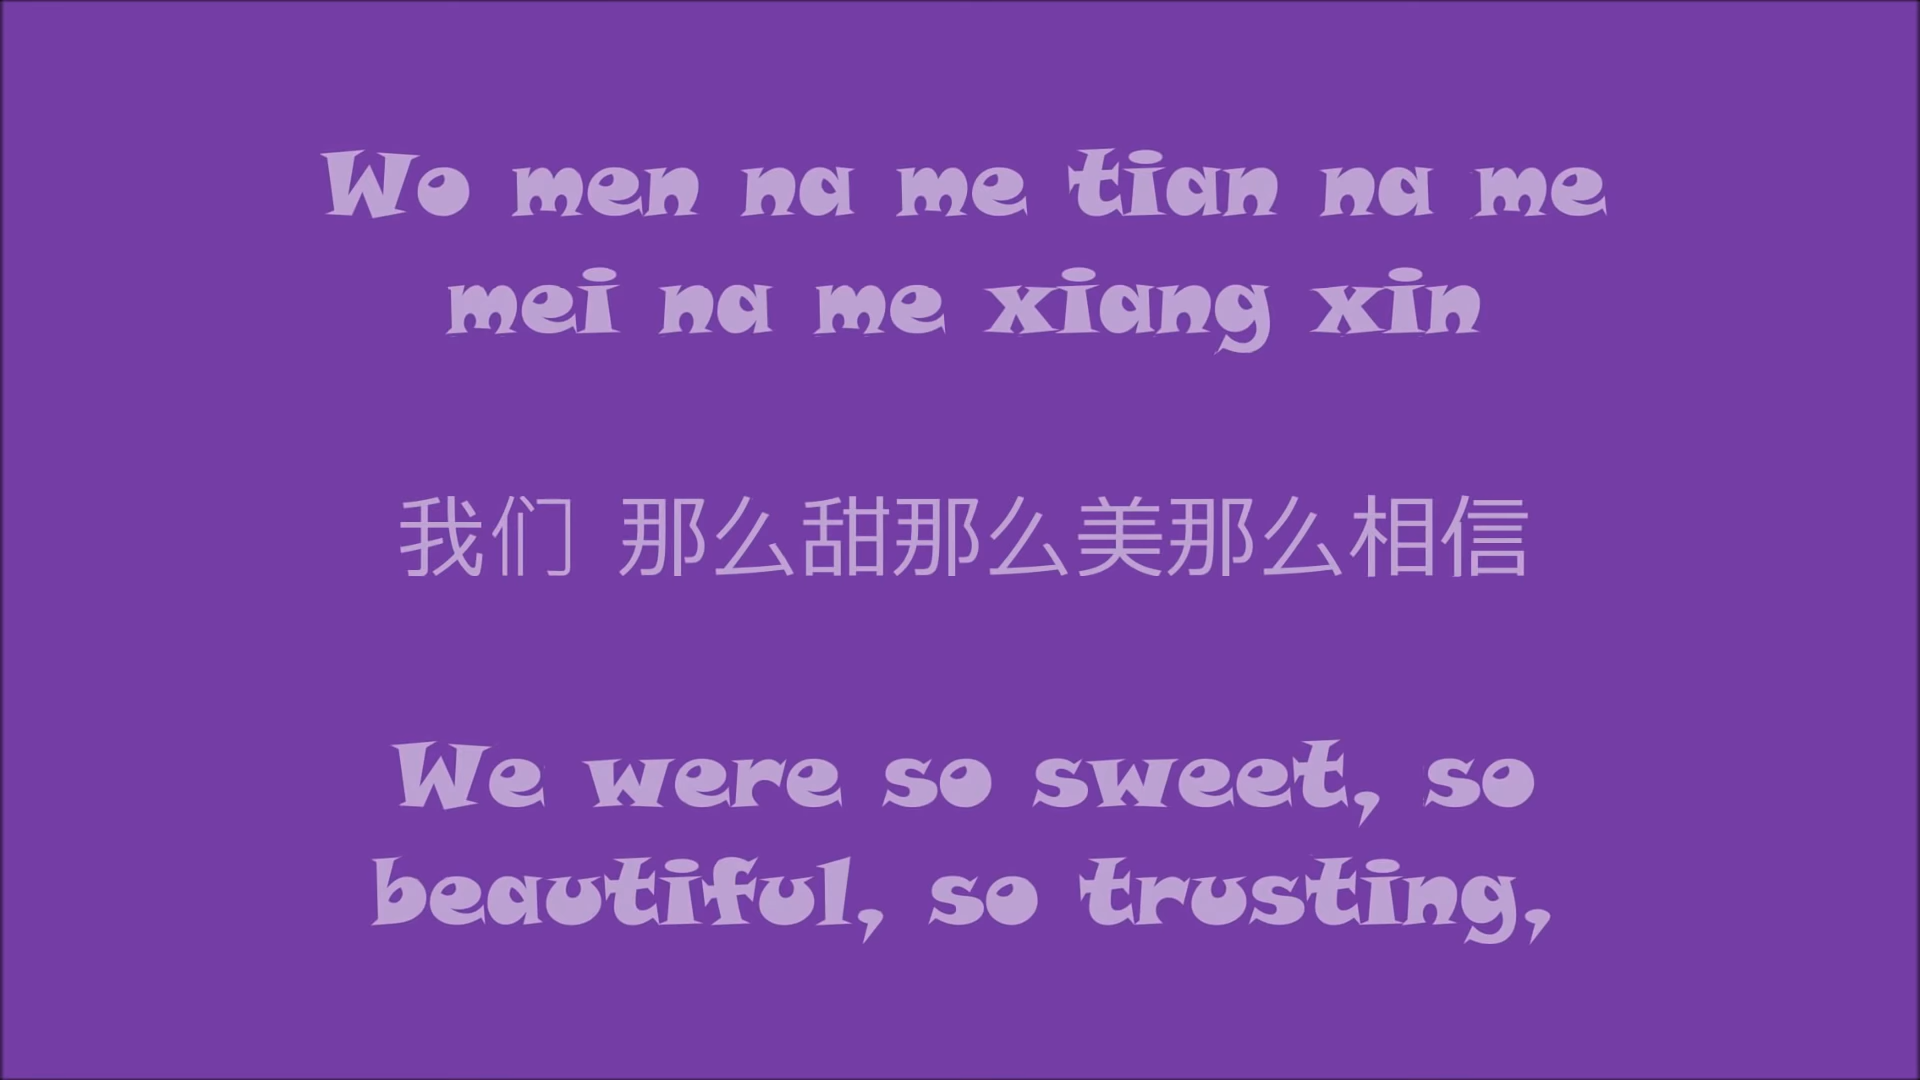 Wo men na me tian na me
mei na me xiang xin
我们 那么甜那么美那么相信
We were so sweet, so
beautiful, so trusting,